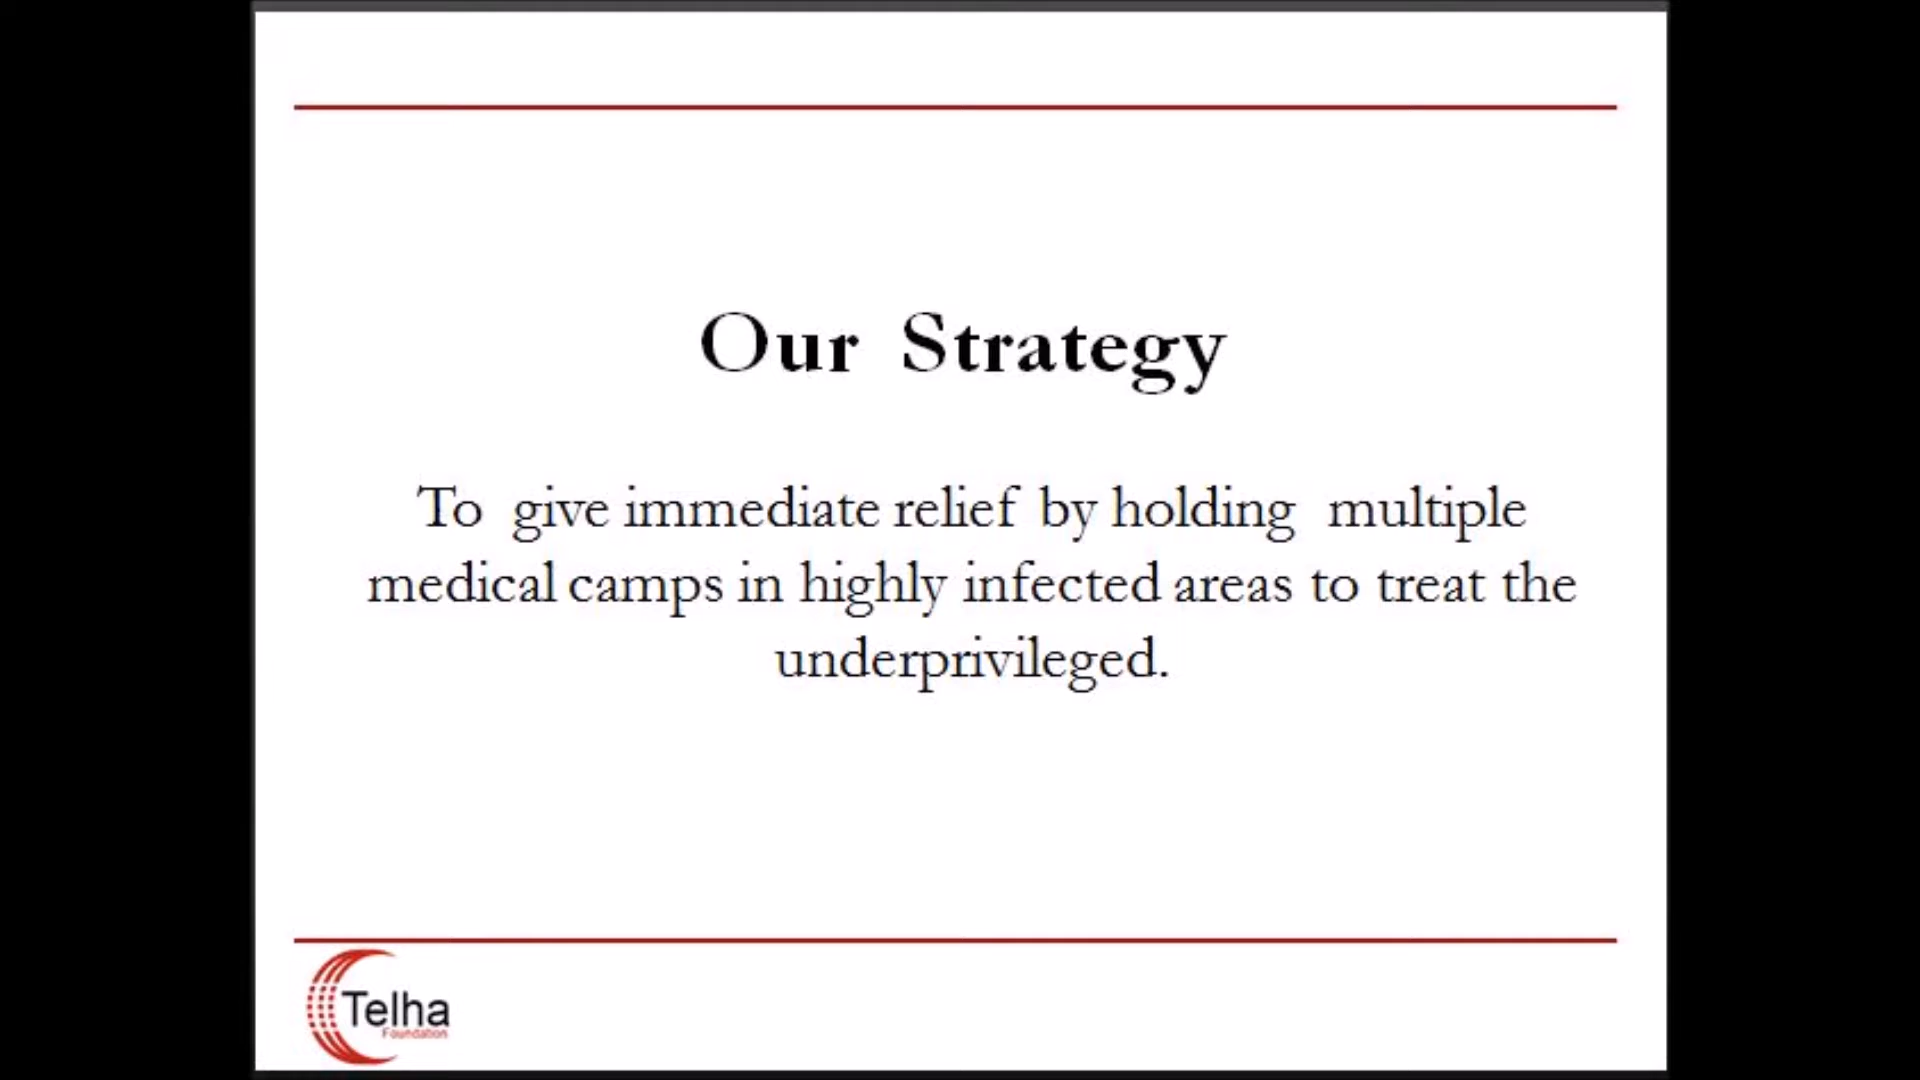 Our Strategy
To give immediate relief by holding multiple
medical camps in highly infected areas to treat the
underprivileged.
Telha
Foundation